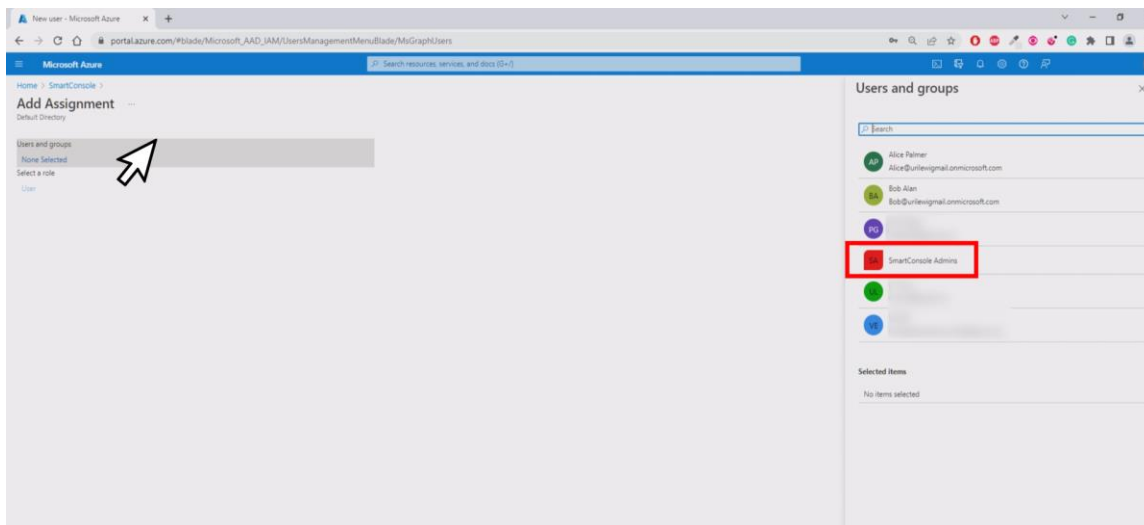 New user - Microsoft Azure
portal.azure.com/#blade/Microsoft_AAD_IAM/UsersManagementMenuBlade/MsGraphUsers
Microsoft Azure
Search resources, services, and docs (G+/)
Home > SmartConsole >
Add Assignment ...
Default Directory
Users and groups
None Selected
Select a role
User
Users and groups
Search
AP
Alice Palmer
Alice@urilewigmail.onmicrosoft.com
BA
Bob Alan
Bob@urilewigmail.onmicrosoft.com
PG
SA
SmartConsole Admins
UL
VE
Selected items
No items selected